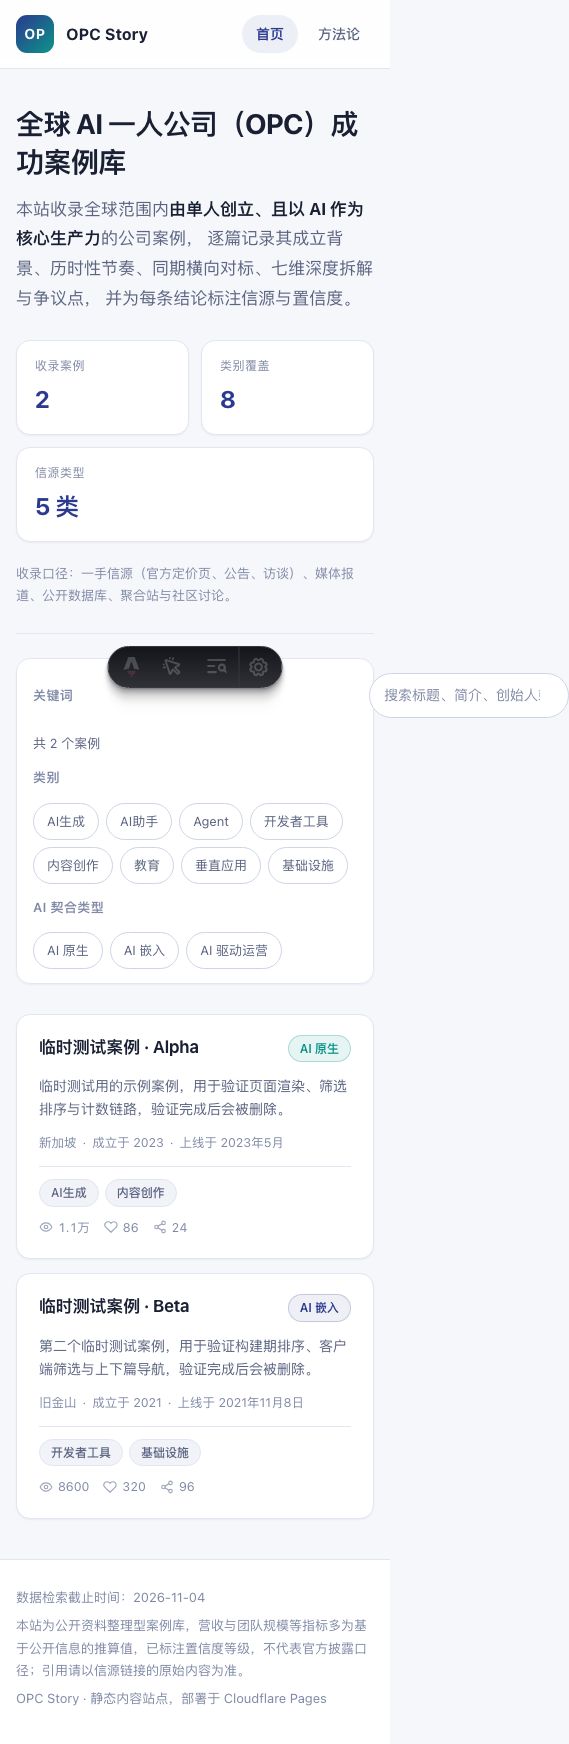 OP OPC Story 首页 方法论
全球 AI 一人公司（OPC）成
功案例库
本站收录全球范围内由单人创立、且以 AI 作为
核心生产力的公司案例， 逐篇记录其成立背
景、历时性节奏、同期横向对标、七维深度拆解
与争议点， 并为每条结论标注信源与置信度。
收录案例 类别覆盖
2 8
信源类型
5 类
收录口径：一手信源（官方定价页、公告、访谈）、媒体报
道、公开数据库、聚合站与社区讨论。
关键词 搜索标题、简介、创始人
共 2 个案例
类别
AI生成 AI助手 Agent 开发者工具
内容创作 教育 垂直应用 基础设施
AI 契合类型
AI 原生 AI 嵌入 AI 驱动运营
临时测试案例 · Alpha AI 原生
临时测试用的示例案例，用于验证页面渲染、筛选
排序与计数链路，验证完成后会被删除。
新加坡 · 成立于 2023 · 上线于 2023年5月
AI生成 内容创作
1.1万 86 24
临时测试案例 · Beta AI 嵌入
第二个临时测试案例，用于验证构建期排序、客户
端筛选与上下篇导航，验证完成后会被删除。
旧金山 · 成立于 2021 · 上线于 2021年11月8日
开发者工具 基础设施
8600 320 96
数据检索截止时间：2026-11-04
本站为公开资料整理型案例库，营收与团队规模等指标多为基
于公开信息的推算值，已标注置信度等级，不代表官方披露口
径；引用请以信源链接的原始内容为准。
OPC Story · 静态内容站点，部署于 Cloudflare Pages